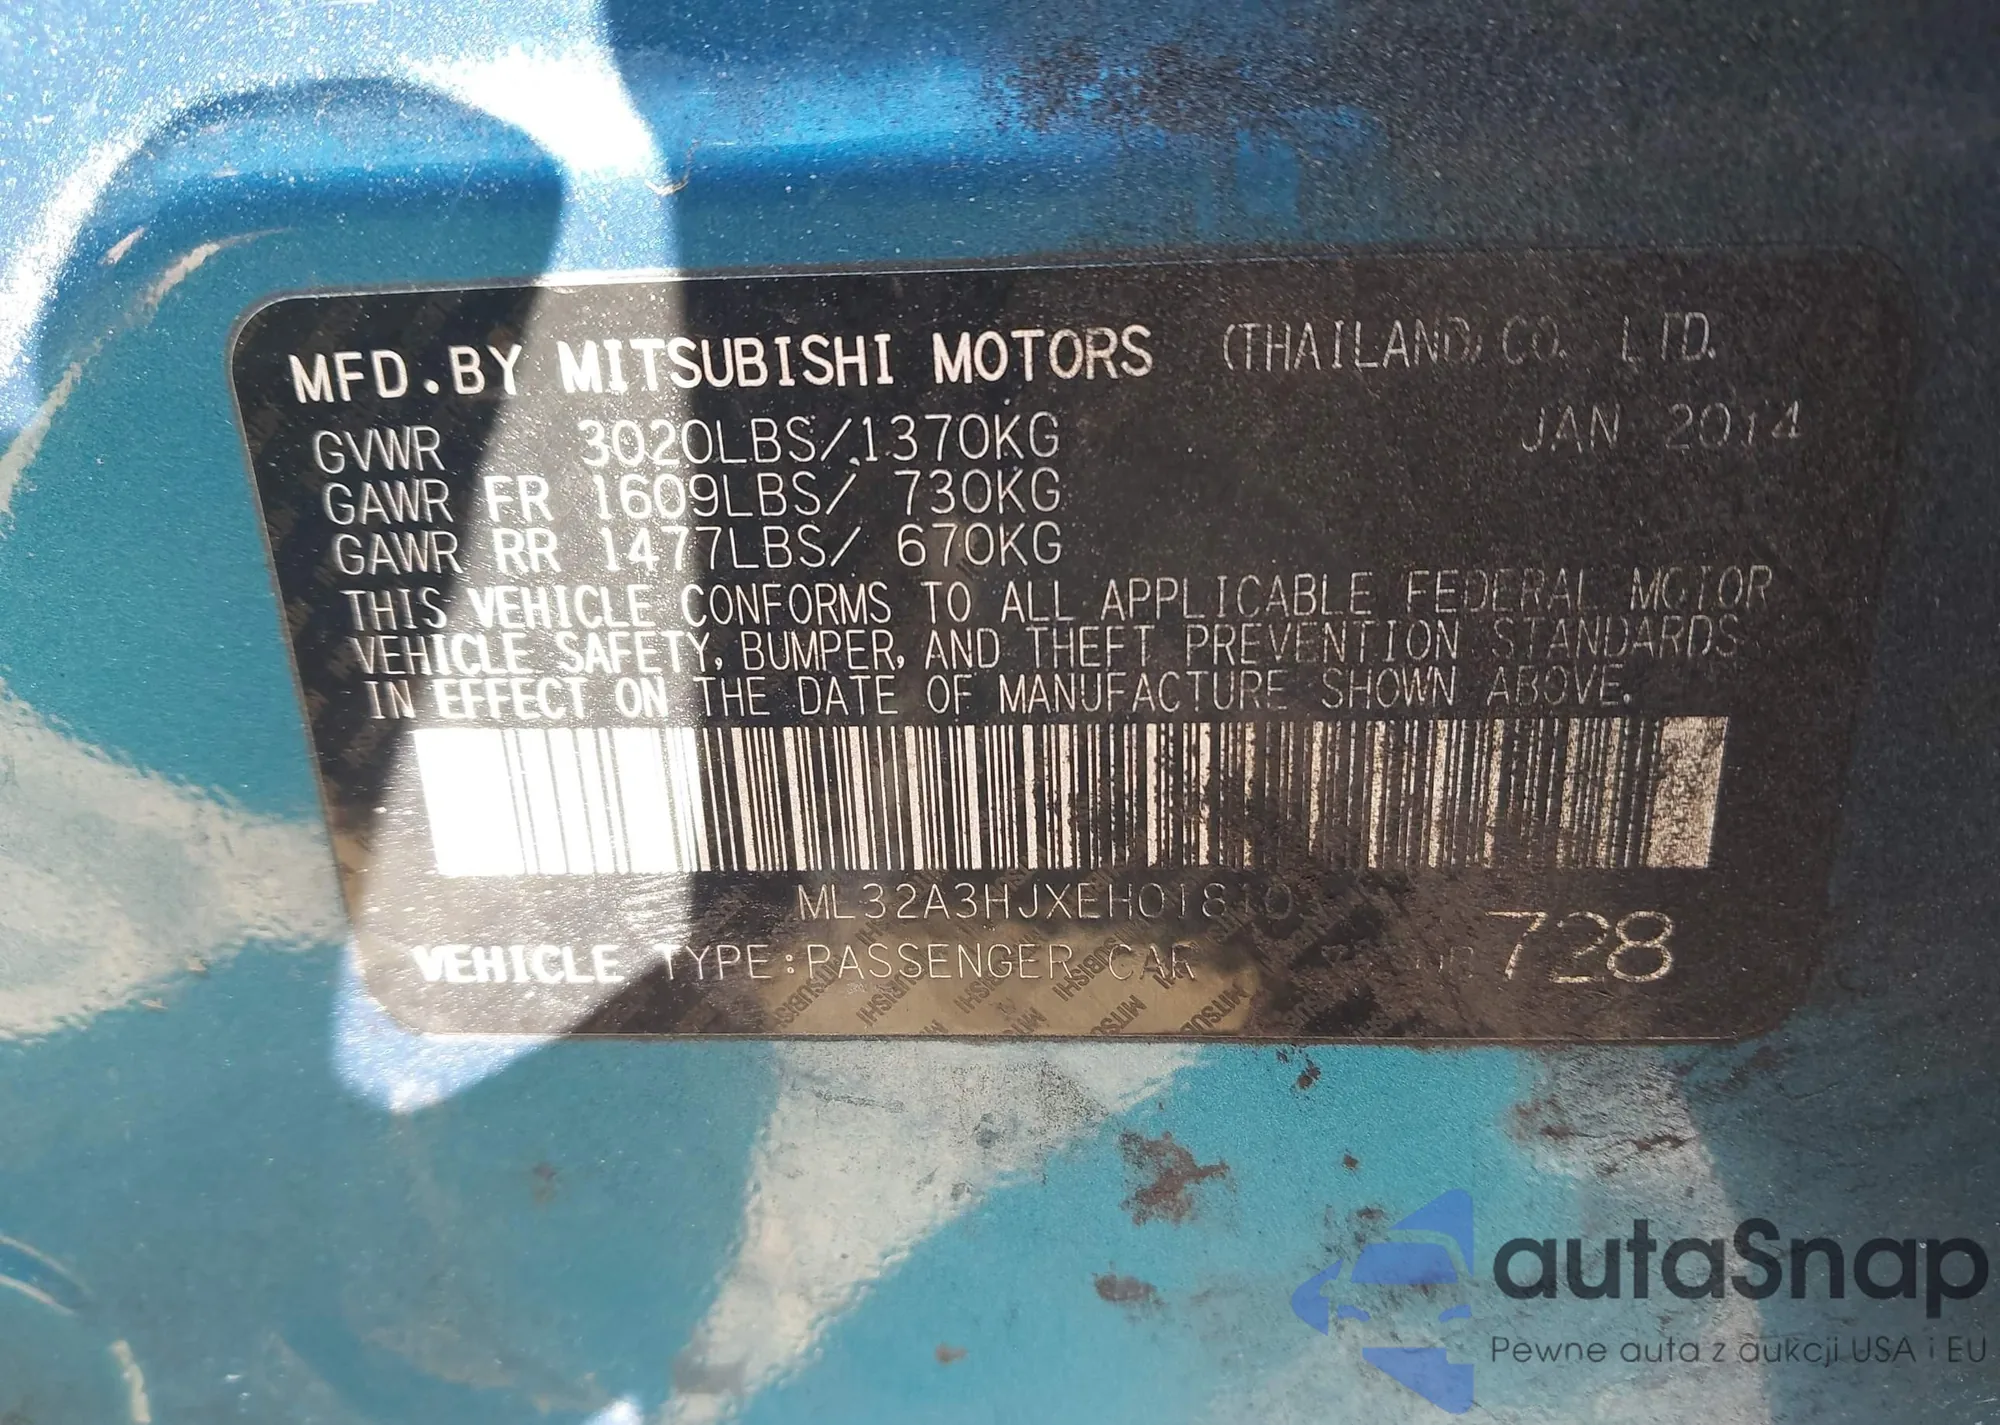 MFD.BY MITSUBISHI MOTORS (THAILAND) CO. LTD.
JAN 2014
GVWR 3020LBS/1370KG
GAWR FR 1609LBS/ 730KG
GAWR RR 1477LBS/ 670KG
THIS VEHICLE CONFORMS TO ALL APPLICABLE FEDERAL MOTOR
VEHICLE SAFETY, BUMPER, AND THEFT PREVENTION STANDARDS
IN EFFECT ON THE DATE OF MANUFACTURE SHOWN ABOVE.
VEHICLE TYPE:PASSENGER CAR 728
autaSnap
Pewne auta z aukcji USA i EU